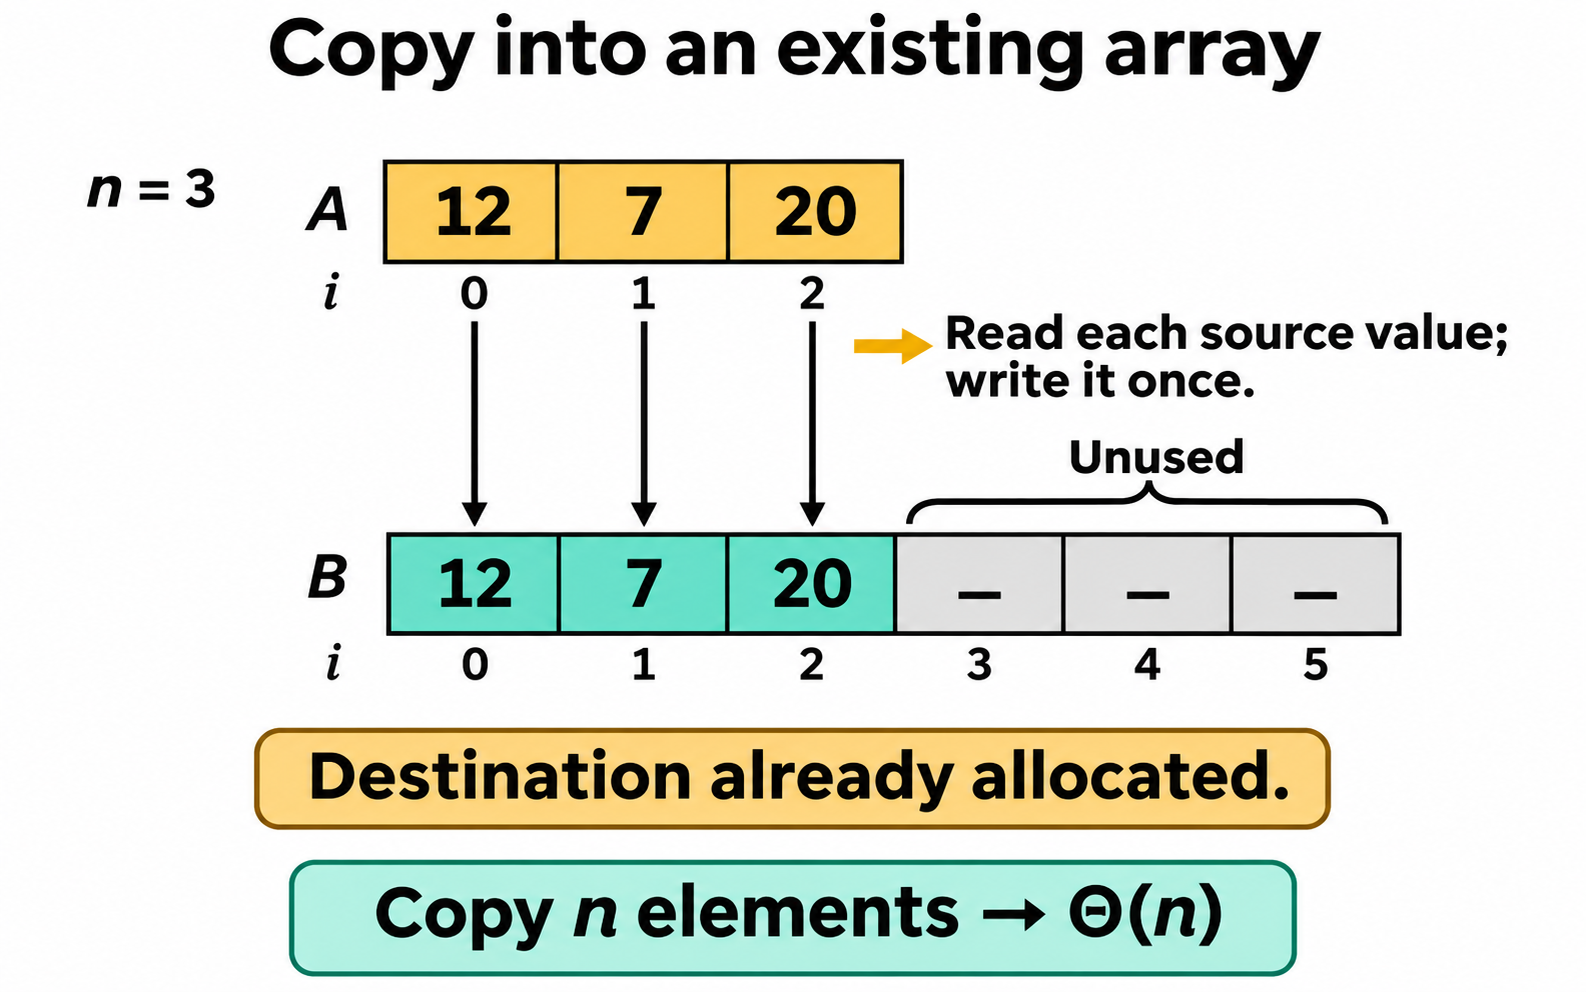 Copy into an existing array
n = 3
A 12 7 20
i 0 1 2
Read each source value;
write it once.
Unused
B 12 7 20 – – –
i 0 1 2 3 4 5
Destination already allocated.
Copy n elements → Θ(n)